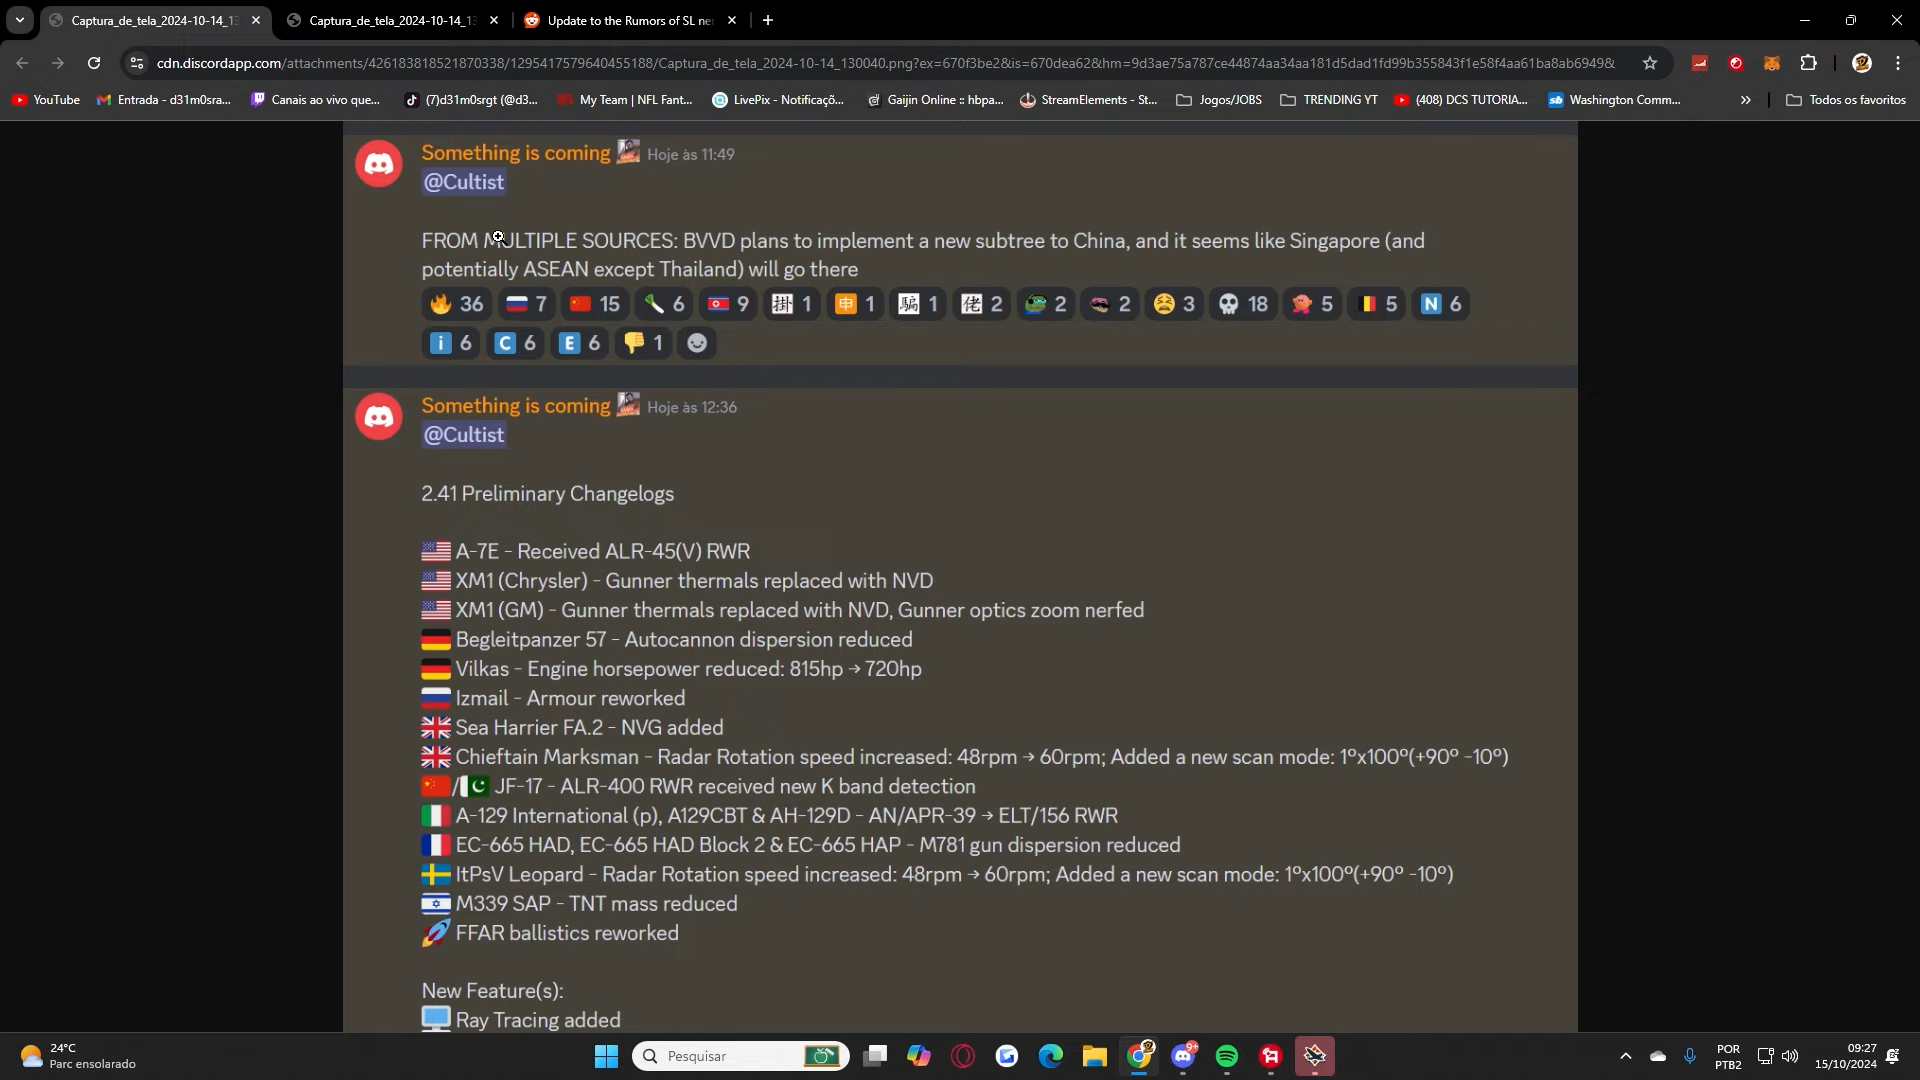 Captura_de_tela_2024-10-14_13
Captura_de_tela_2024-10-14_1
Update to the Rumors of SL ne
cdn.discordapp.com/attachments/426183818521870338/1295417579640455188/Captura_de_tela_2024-10-14_130040.png?ex=670f3be2&is=670dea62&hm=9d3ae75a787ce44874aa34aa181d5dad1fd99b355843f1e58f4aa61ba8ab6949&
YouTube
Entrada - d31m0sra...
Canais ao vivo que...
(7)d31m0srgt (@d3...
My Team | NFL Fant...
LivePix - Notificaçõ...
Gaijin Online :: hbpa...
StreamElements - St...
Jogos/JOBS
TRENDING YT
(408) DCS TUTORIA...
Washington Comm...
Todos os favoritos
Something is coming Hoje às 11:49
@Cultist
FROM MULTIPLE SOURCES: BVVD plans to implement a new subtree to China, and it seems like Singapore (and
potentially ASEAN except Thailand) will go there
36 7 15 6 9 掛 1 申 1 騙 1 佬 2 2 2 3 18 5 5 N 6
i 6 C 6 E 6 1
Something is coming Hoje às 12:36
@Cultist
2.41 Preliminary Changelogs
A-7E - Received ALR-45(V) RWR
XM1 (Chrysler) - Gunner thermals replaced with NVD
XM1 (GM) - Gunner thermals replaced with NVD, Gunner optics zoom nerfed
Begleitpanzer 57 - Autocannon dispersion reduced
Vilkas - Engine horsepower reduced: 815hp → 720hp
Izmail - Armour reworked
Sea Harrier FA.2 - NVG added
Chieftain Marksman - Radar Rotation speed increased: 48rpm → 60rpm; Added a new scan mode: 1ºx100º(+90º -10º)
/ JF-17 - ALR-400 RWR received new K band detection
A-129 International (p), A129CBT & AH-129D - AN/APR-39 → ELT/156 RWR
EC-665 HAD, EC-665 HAD Block 2 & EC-665 HAP - M781 gun dispersion reduced
ItPsV Leopard - Radar Rotation speed increased: 48rpm → 60rpm; Added a new scan mode: 1ºx100º(+90º -10º)
M339 SAP - TNT mass reduced
FFAR ballistics reworked
New Feature(s):
Ray Tracing added
24°C
Parc ensolarado
Pesquisar
9+
POR
PTB2
09:27
15/10/2024